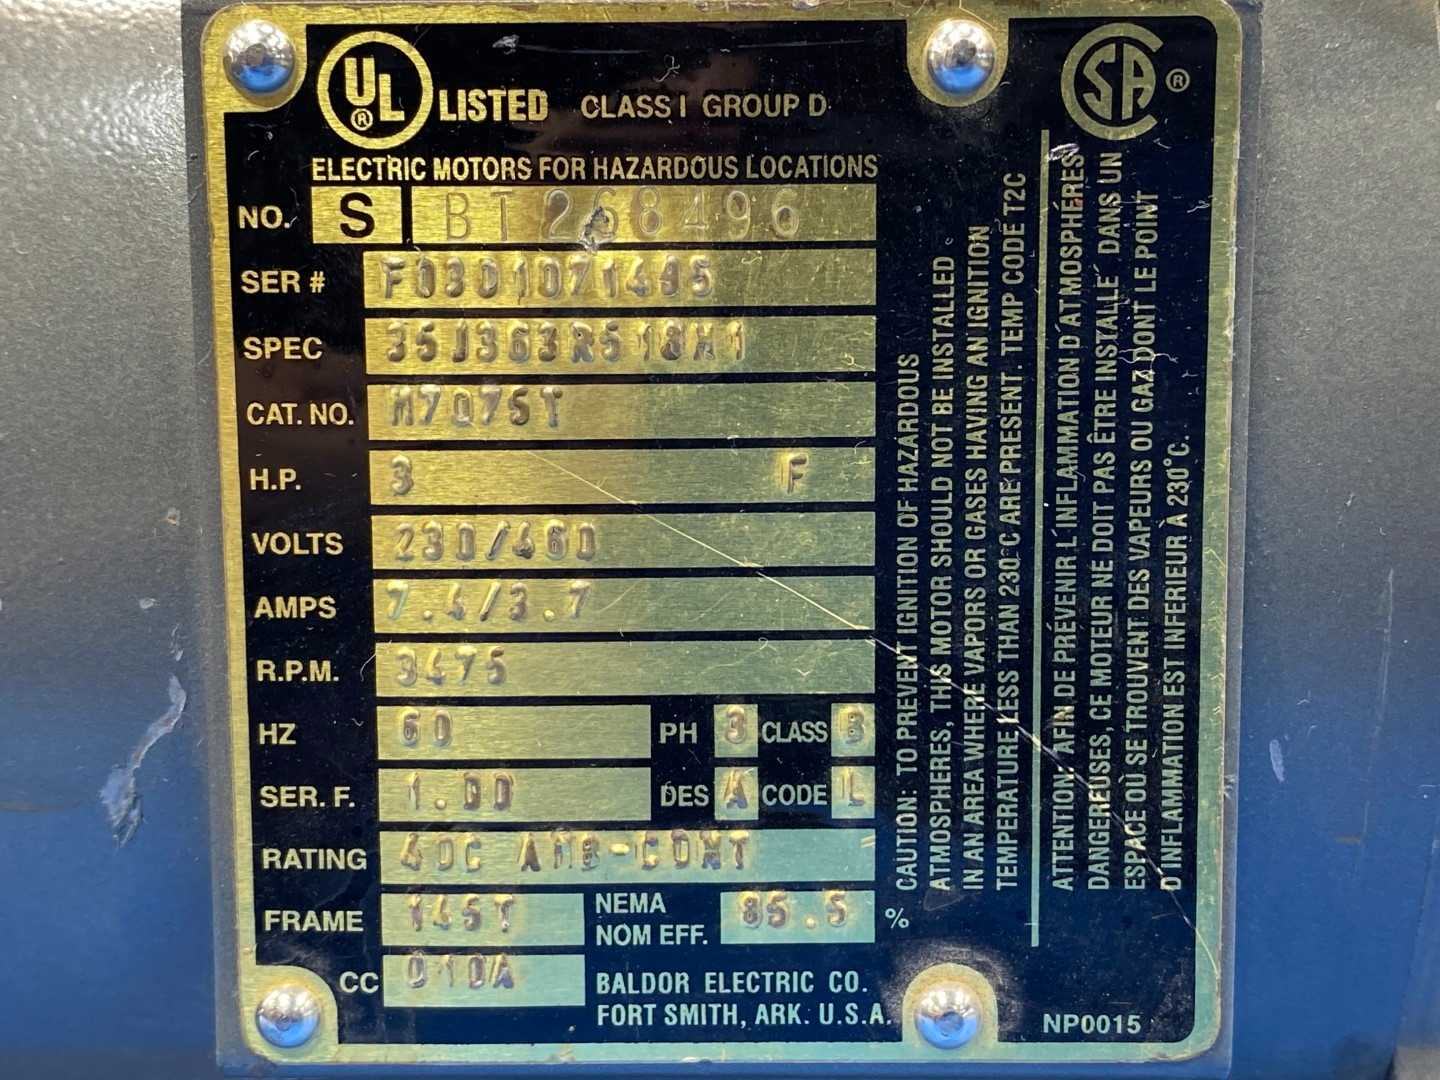 UL ® LISTED CLASS I GROUP D
SA ®
ELECTRIC MOTORS FOR HAZARDOUS LOCATIONS
NO. S BT268496
SER # F0301071445
SPEC 35J363R518H1
CAT. NO. M7075T
H.P. 3 F
VOLTS 230/460
AMPS 7.4/3.7
R.P.M. 3475
HZ 60 PH 3 CLASS B
SER. F. 1.00 DES A CODE L
RATING 40C AMB-CONT
FRAME 145T NEMA NOM EFF. 85.5 %
CC 010A
BALDOR ELECTRIC CO.
FORT SMITH, ARK. U.S.A.
NP0015
CAUTION: TO PREVENT IGNITION OF HAZARDOUS
ATMOSPHERES, THIS MOTOR SHOULD NOT BE INSTALLED
IN AN AREA WHERE VAPORS OR GASES HAVING AN IGNITION
TEMPERATURE LESS THAN 230°C ARE PRESENT. TEMP CODE T2C
ATTENTION. AFIN DE PRÉVENIR L'INFLAMMATION D'ATMOSPHÉRES
DANGEREUSES, CE MOTEUR NE DOIT PAS ÊTRE INSTALLÉ DANS UN
ESPACE OÙ SE TROUVENT DES VAPEURS OU GAZ DONT LE POINT
D'INFLAMMATION EST INFERIEUR À 230°C.